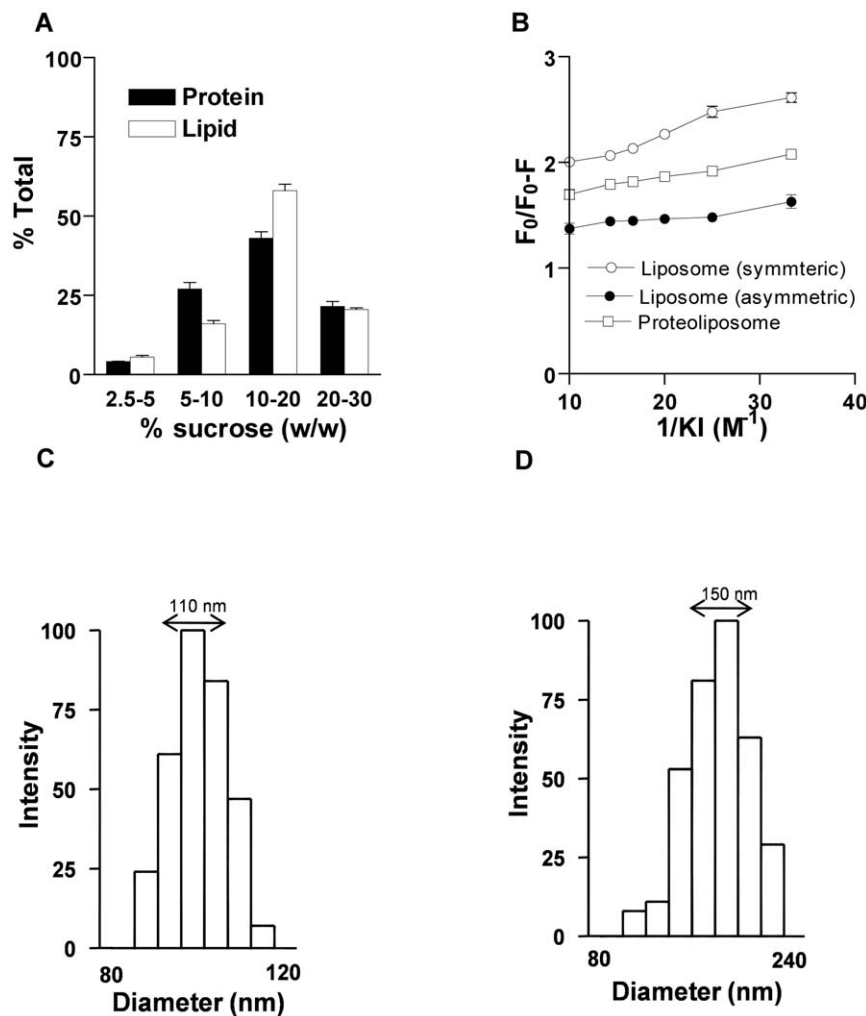 A
100
75
50
25
0
% Total
Protein
Lipid
2.5-5
5-10
10-20
20-30
% sucrose (w/w)
B
3
2
1
0
F₀/F₀-F
Liposome (symmteric)
Liposome (asymmetric)
Proteoliposome
10
20
30
40
1/KI (M⁻¹)
C
110 nm
100
75
50
25
0
Intensity
80
120
Diameter (nm)
D
150 nm
100
75
50
25
0
Intensity
80
240
Diameter (nm)